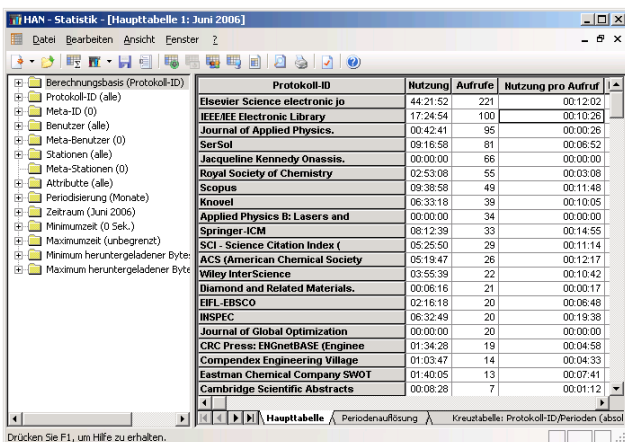 HAN - Statistik - [Haupttabelle 1: Juni 2006]
Datei Bearbeiten Ansicht Fenster ?
Berechnungsbasis (Protokoll-ID)
Protokoll-ID (alle)
Meta-ID (0)
Benutzer (alle)
Meta-Benutzer (0)
Stationen (alle)
Meta-Stationen (0)
Attributte (alle)
Periodisierung (Monate)
Zeitraum (Juni 2006)
Minimumzeit (0 Sek.)
Maximumzeit (unbegrenzt)
Minimum heruntergeladener Bytes
Maximum heruntergeladener Byte
Protokoll-ID Nutzung Aufrufe Nutzung pro Aufruf
Elsevier Science electronic jo 44:21:52 221 00:12:02
IEEE/IEE Electronic Library 17:24:54 100 00:10:26
Journal of Applied Physics. 00:42:41 95 00:00:26
SerSol 09:16:58 81 00:06:52
Jacqueline Kennedy Onassis. 00:00:00 66 00:00:00
Royal Society of Chemistry 02:53:08 55 00:03:08
Scopus 09:38:58 49 00:11:48
Knovel 06:33:18 39 00:10:05
Applied Physics B: Lasers and 00:00:00 34 00:00:00
Springer-ICM 08:12:39 33 00:14:55
SCI - Science Citation Index ( 05:25:50 29 00:11:14
ACS (American Chemical Society 05:19:47 26 00:12:17
Wiley InterScience 03:55:39 22 00:10:42
Diamond and Related Materials. 00:06:16 21 00:00:17
EIFL-EBSCO 02:16:18 20 00:06:48
INSPEC 06:32:49 20 00:19:38
Journal of Global Optimization 00:00:00 20 00:00:00
CRC Press: ENGnetBASE (Enginee 01:34:28 19 00:04:58
Compendex Engineering Village 01:03:47 14 00:04:33
Eastman Chemical Company SWOT 01:40:05 13 00:07:41
Cambridge Scientific Abstracts 00:08:28 7 00:01:12
Haupttabelle Periodenauflösung Kreuztabelle: Protokoll-ID/Perioden (absol
Drücken Sie F1, um Hilfe zu erhalten.